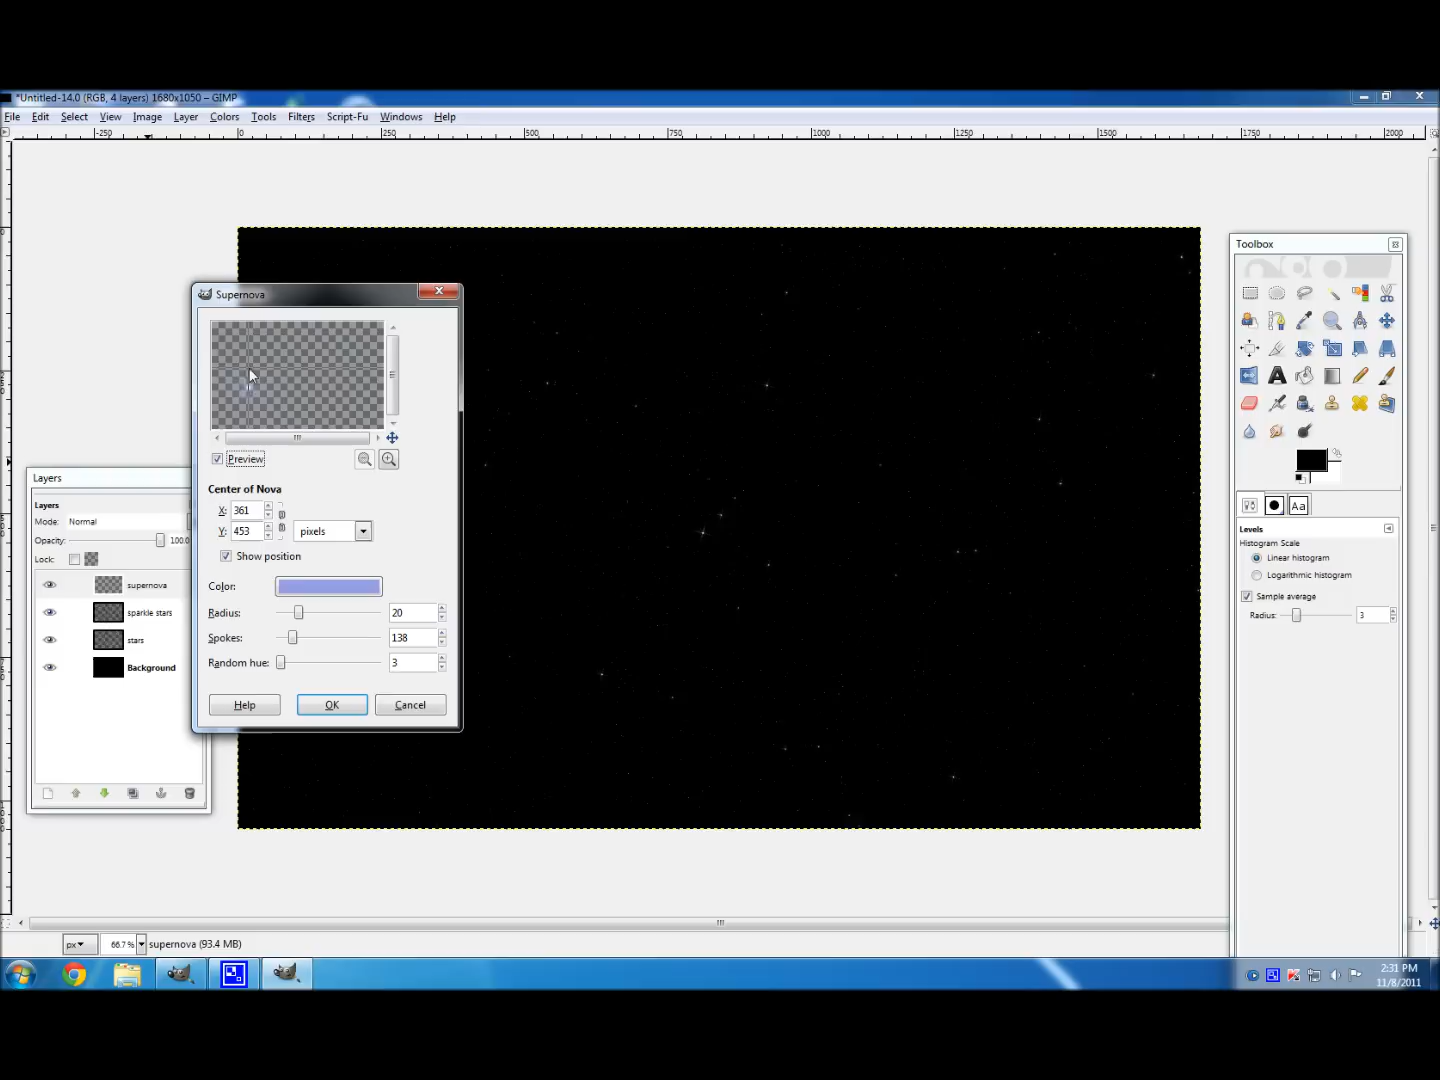 *Untitled-14.0 (RGB, 4 layers) 1680x1050 – GIMP
File Edit Select View Image Layer Colors Tools Filters Script-Fu Windows Help
-250 0 250 500 750 1000 1250 1500 1750 2000
Toolbox
Supernova
Preview
Center of Nova
X: 361
Y: 453 pixels
Show position
Color:
Radius: 20
Spokes: 138
Random hue: 3
Help OK Cancel
Layers
Layers
Mode: Normal
Opacity: 100.0
Lock:
supernova
sparkle stars
stars
Background
Aa
Levels
Histogram Scale
Linear histogram
Logarithmic histogram
Sample average
Radius: 3
px 66.7% supernova (93.4 MB)
2:31 PM
11/8/2011